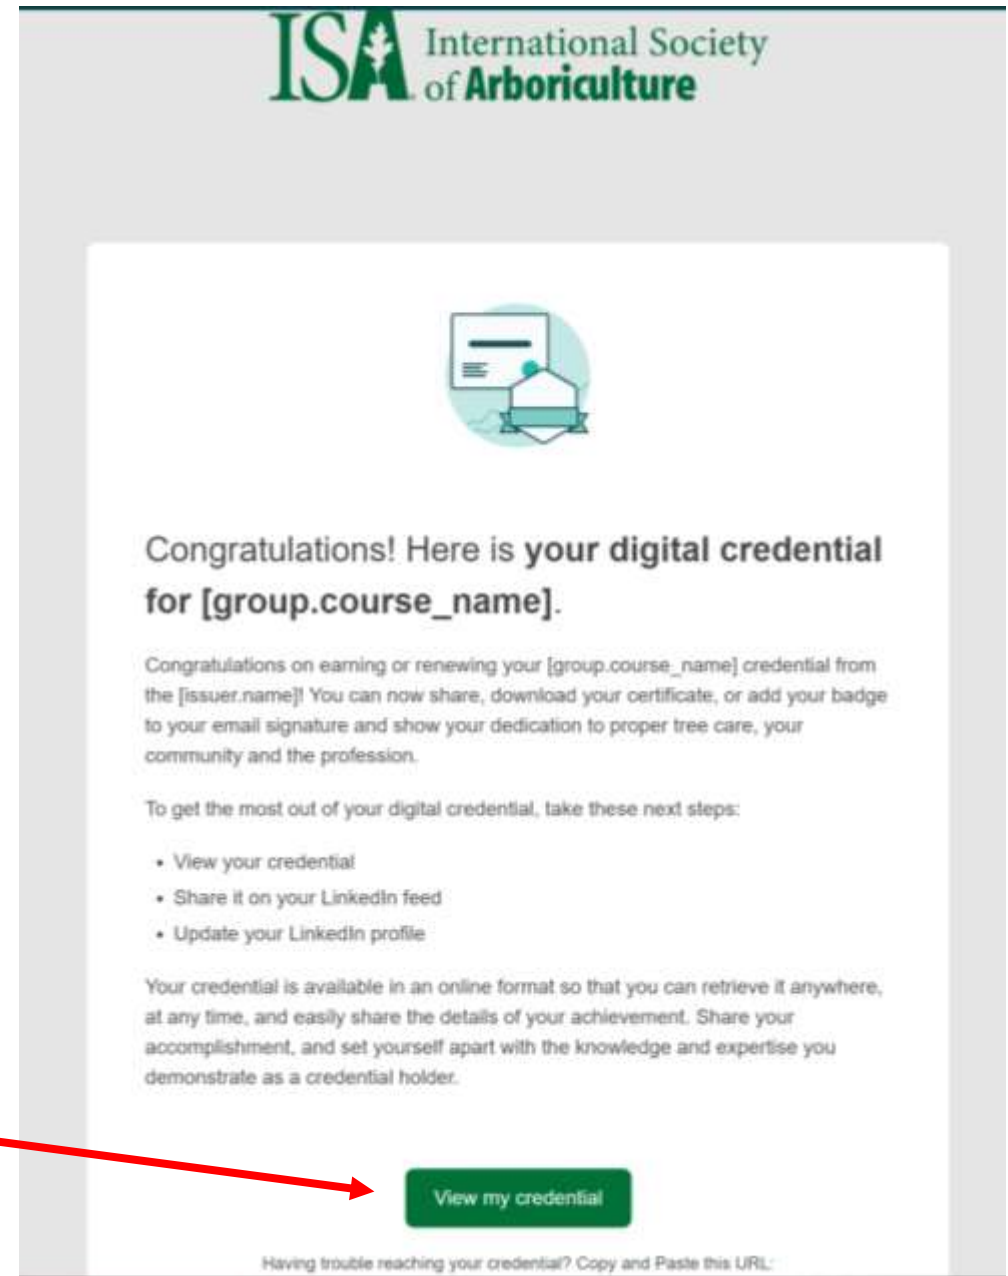 ISA International Society
of Arboriculture
Congratulations! Here is your digital credential
for [group.course_name].
Congratulations on earning or renewing your [group.course_name] credential from
the [issuer.name]! You can now share, download your certificate, or add your badge
to your email signature and show your dedication to proper tree care, your
community and the profession.
To get the most out of your digital credential, take these next steps:
• View your credential
• Share it on your LinkedIn feed
• Update your LinkedIn profile
Your credential is available in an online format so that you can retrieve it anywhere,
at any time, and easily share the details of your achievement. Share your
accomplishment, and set yourself apart with the knowledge and expertise you
demonstrate as a credential holder.
View my credential
Having trouble reaching your credential? Copy and Paste this URL: